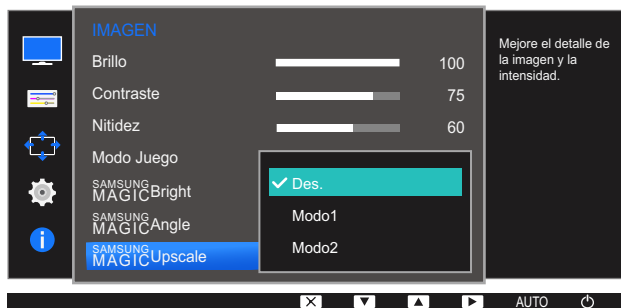 IMAGEN
Brillo 100
Contraste 75
Nitidez 60
Modo Juego
SAMSUNG MAGIC Bright
SAMSUNG MAGIC Angle
SAMSUNG MAGIC Upscale
Des.
Modo1
Modo2
Mejore el detalle de
la imagen y la
intensidad.
AUTO